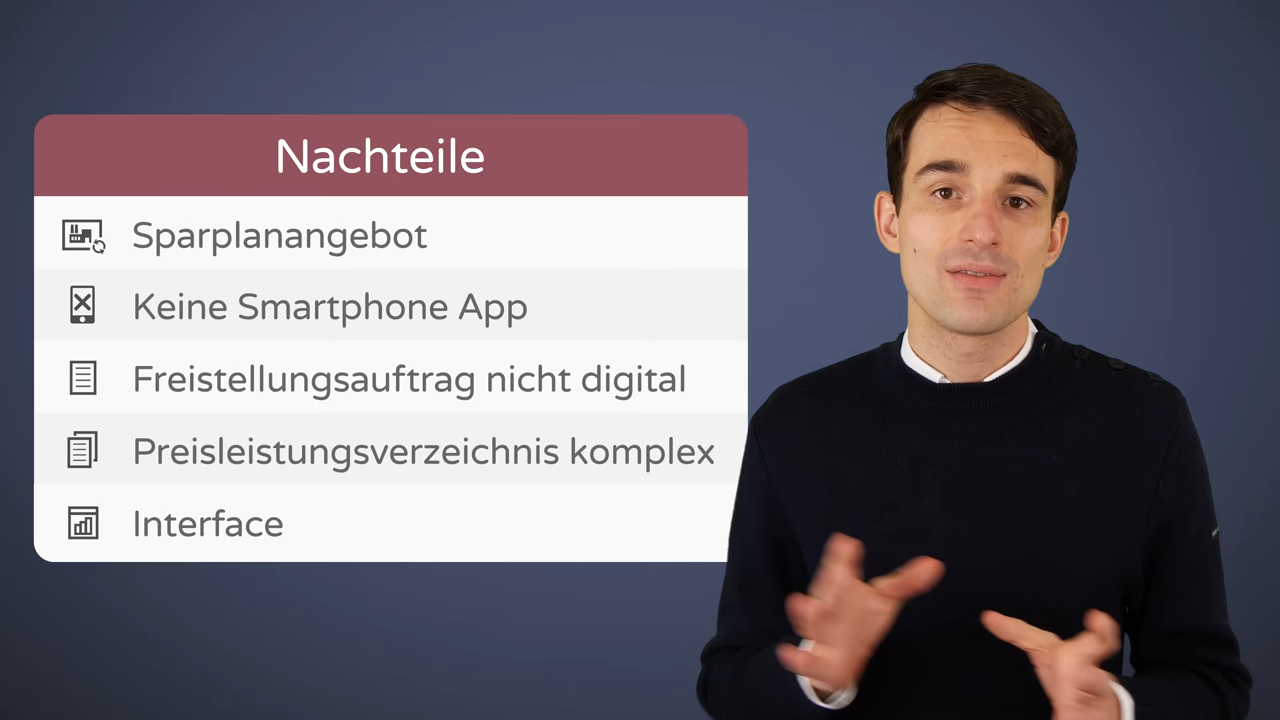 Nachteile
Sparplanangebot
Keine Smartphone App
Freistellungsauftrag nicht digital
Preisleistungsverzeichnis komplex
Interface